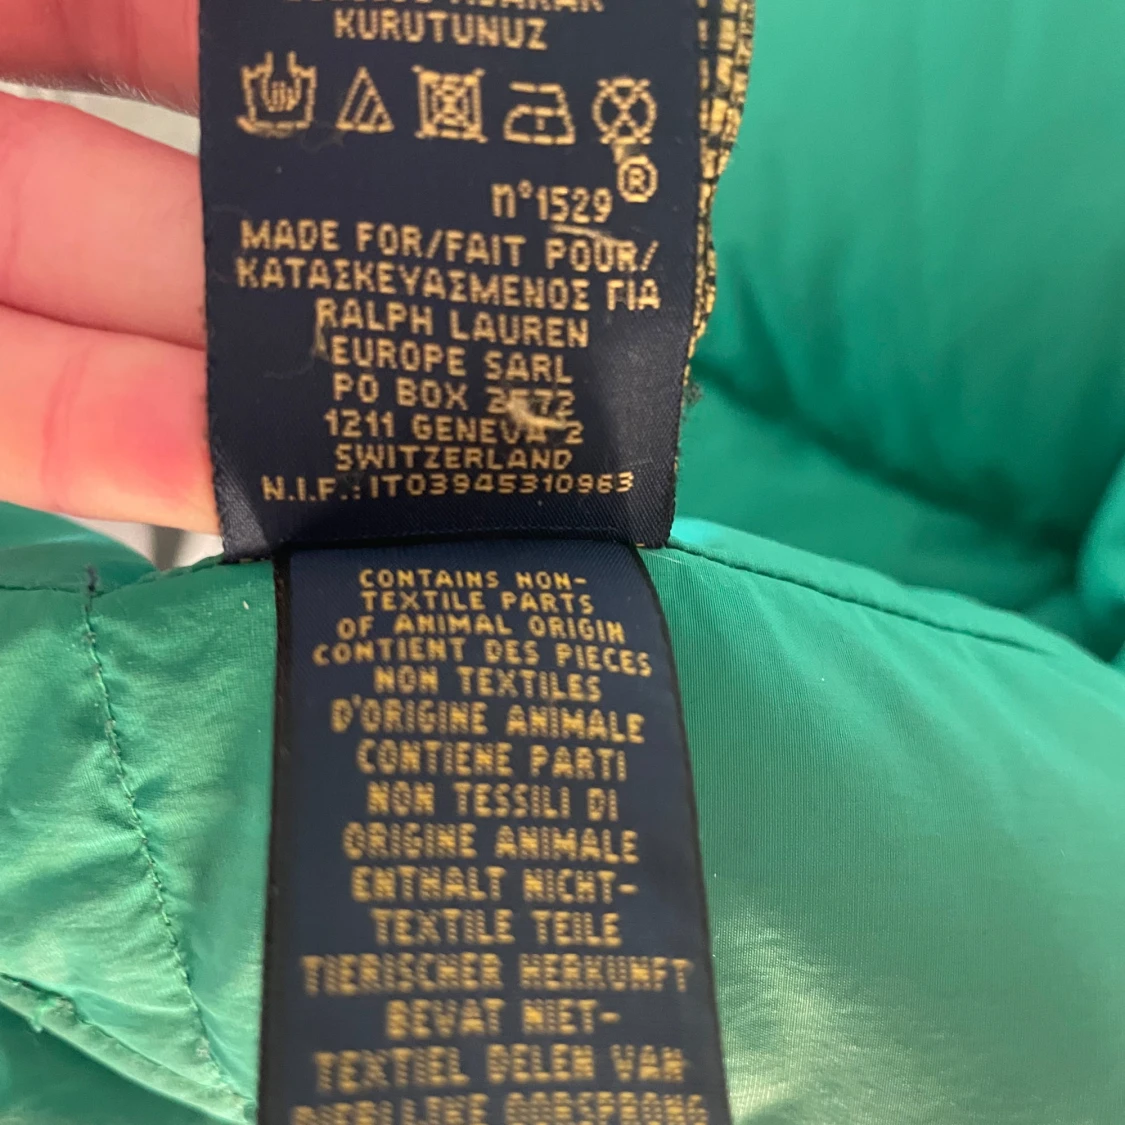 KURUTUNUZ
n°1529®
MADE FOR/FAIT POUR/
ΚΑΤΑΣΚΕΥΑΣΜΕΝΟΣ ΓΙΑ
RALPH LAUREN
EUROPE SARL
PO BOX
1211 GENEVA 2
SWITZERLAND
N.I.F.: IT03945310963
CONTAINS NON-
TEXTILE PARTS
OF ANIMAL ORIGIN
CONTIENT DES PIECES
NON TEXTILES
D'ORIGINE ANIMALE
CONTIENE PARTI
NON TESSILI DI
ORIGINE ANIMALE
ENTHALT NICHT-
TEXTILE TEILE
TIERISCHER HERKUNFT
BEVAT NIET-
TEXTIEL DELEN VAN